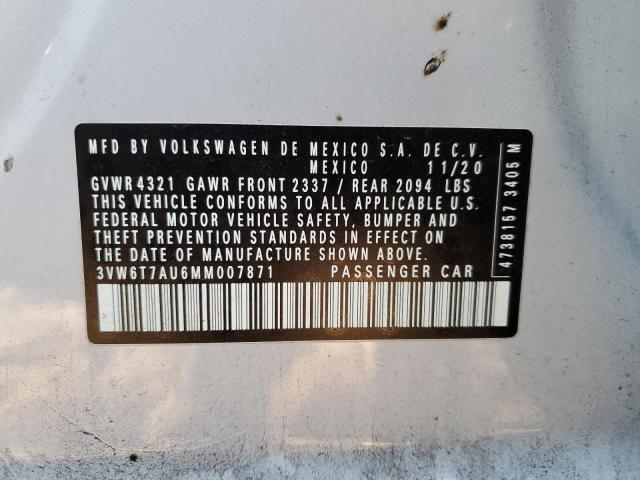 MFD BY VOLKSWAGEN DE MEXICO S.A. DE C.V.
MEXICO 11/20
GVWR 4321 GAWR FRONT 2337 / REAR 2094 LBS
THIS VEHICLE CONFORMS TO ALL APPLICABLE U.S.
FEDERAL MOTOR VEHICLE SAFETY, BUMPER AND
THEFT PREVENTION STANDARDS IN EFFECT ON
THE DATE OF MANUFACTURE SHOWN ABOVE
3VW6T7AU6MM007871 PASSENGER CAR
4738157 3405 M